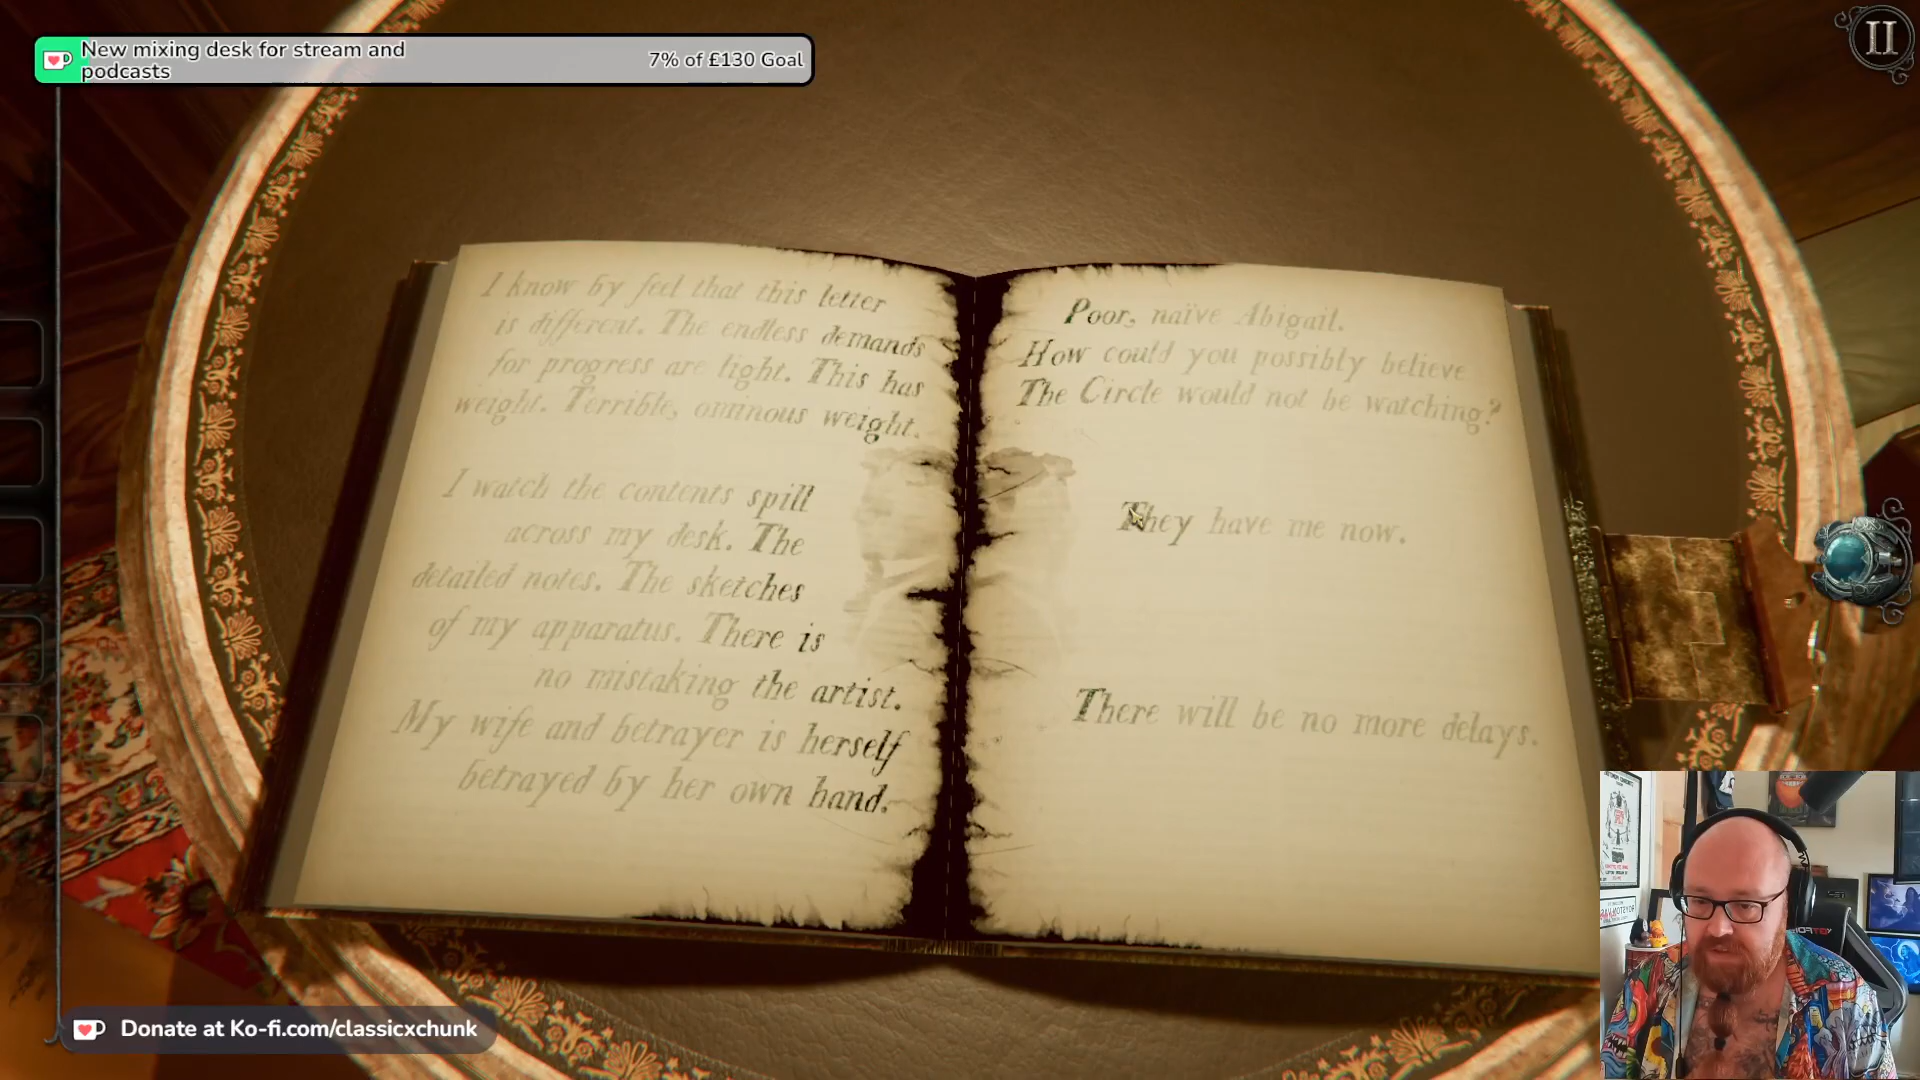 New mixing desk for stream and
podcasts
7% of £130 Goal
II
I know by feel that this letter
is different. The endless demands
for progress are light. This has
weight. Terrible, ominous weight.
I watch the contents spill
across my desk. The
detailed notes. The sketches
of my apparatus. There is
no mistaking the artist.
My wife and betrayer is herself
betrayed by her own hand.
Poor, naïve Abigail.
How could you possibly believe
The Circle would not be watching?
They have me now.
There will be no more delays.
Donate at Ko-fi.com/classicxchunk